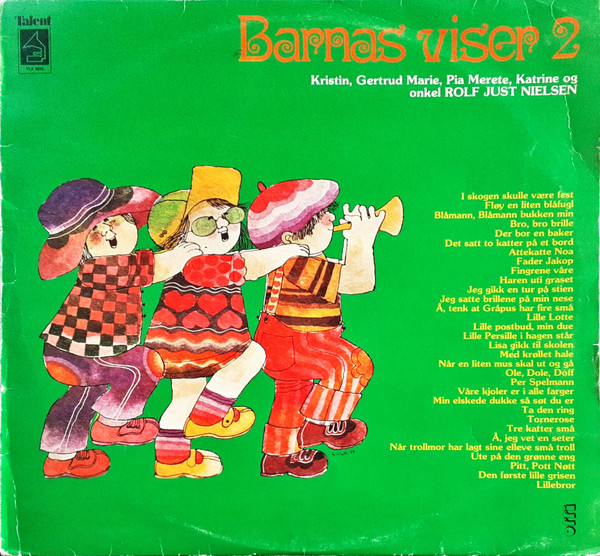 Talent
Barnas viser 2
Kristin, Gertrud Marie, Pia Merete, Katrine og
onkel ROLF JUST NIELSEN
I skogen skulle være fest
Fløy en liten blåfugl
Blåmann, Blåmann bukken min
Bro, bro brille
Der bor en baker
Det satt to katter på et bord
Attekatte Noa
Fader Jakop
Fingrene våre
Haren uti graset
Jeg gikk en tur på stien
Jeg satte brillene på min nese
Å, tenk at Gråpus har fire små
Lille Lotte
Lille postbud, min due
Lille Persille i hagen står
Lisa gikk til skolen
Med krøllet hale
Når en liten mus skal ut og gå
Ole, Dole, Dolf
Per Spelmann
Våre kjoler er i alle farger
Min elskede dukke så søt du er
Ta den ring
Tornerose
Tre katter små
Å, jeg vet en seter
Når trollmor har lagt sine elleve små troll
Ute på den grønne eng
Pitt, Pott Nøtt
Den første lille grisen
Lillebror